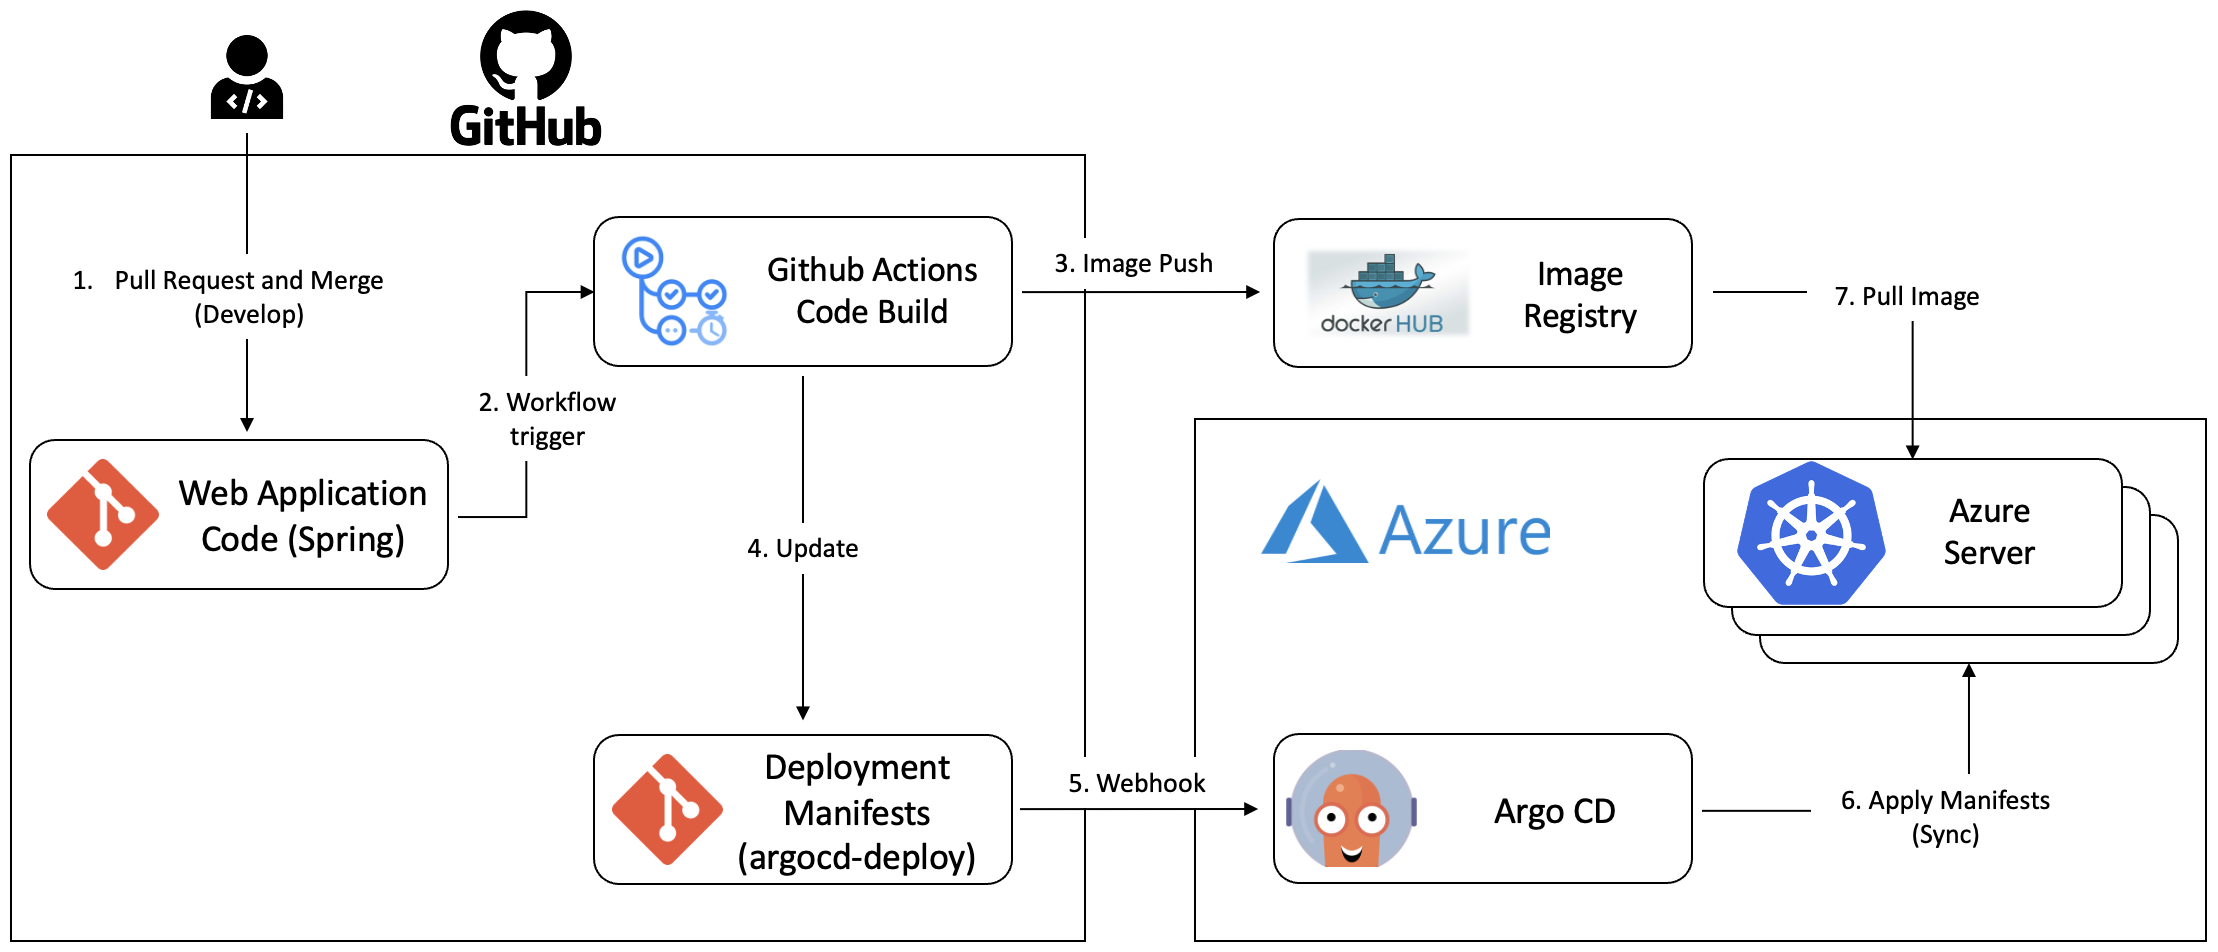 GitHub
1. Pull Request and Merge
(Develop)
Github Actions
Code Build
3. Image Push
docker HUB
Image
Registry
7. Pull Image
2. Workflow
trigger
Web Application
Code (Spring)
4. Update
Azure
Azure
Server
Deployment
Manifests
(argocd-deploy)
5. Webhook
Argo CD
6. Apply Manifests
(Sync)